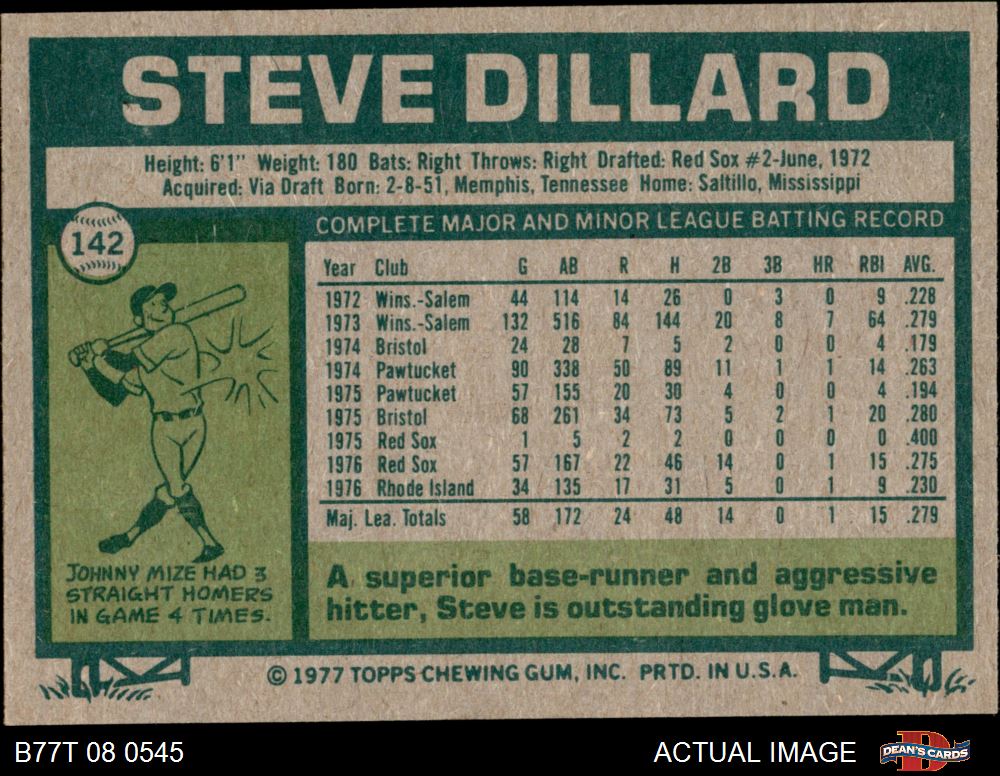 STEVE DILLARD
Height: 6'1" Weight: 180 Bats: Right Throws: Right Drafted: Red Sox #2-June, 1972
Acquired: Via Draft Born: 2-8-51, Memphis, Tennessee Home: Saltillo, Mississippi
142
COMPLETE MAJOR AND MINOR LEAGUE BATTING RECORD
Year Club G AB R H 2B 3B HR RBI AVG.
1972 Wins.-Salem 44 114 14 26 0 3 0 9 .228
1973 Wins.-Salem 132 516 84 144 20 8 7 64 .279
1974 Bristol 24 28 7 5 2 0 0 4 .179
1974 Pawtucket 90 338 50 89 11 1 1 14 .263
1975 Pawtucket 57 155 20 30 4 0 0 4 .194
1975 Bristol 68 261 34 73 5 2 1 20 .280
1975 Red Sox 1 5 2 2 0 0 0 0 .400
1976 Red Sox 57 167 22 46 14 0 1 15 .275
1976 Rhode Island 34 135 17 31 5 0 1 9 .230
Maj. Lea. Totals 58 172 24 48 14 0 1 15 .279
JOHNNY MIZE HAD 3
STRAIGHT HOMERS
IN GAME 4 TIMES.
A superior base-runner and aggressive
hitter, Steve is outstanding glove man.
© 1977 TOPPS CHEWING GUM, INC. PRTD. IN U.S.A.
B77T 08 0545
ACTUAL IMAGE
D
DEAN'S CARDS